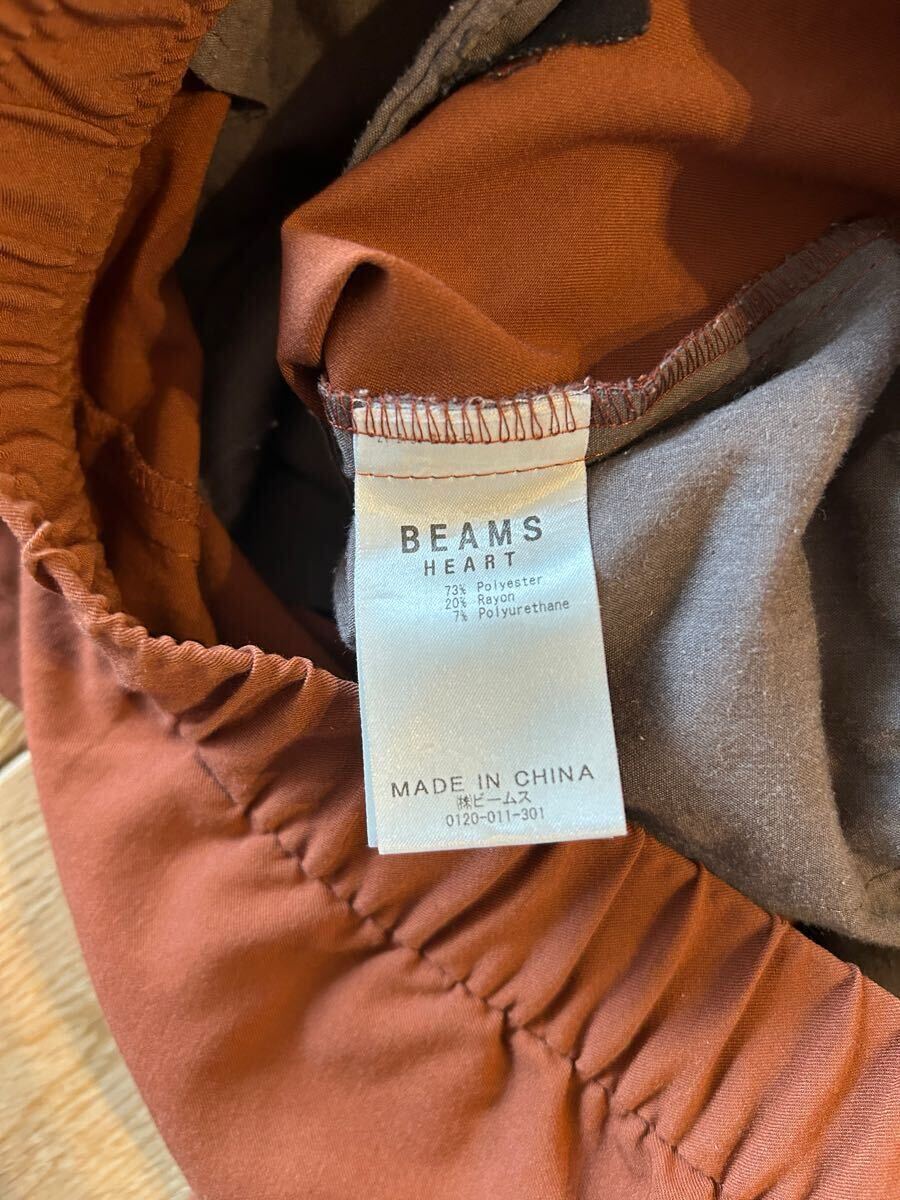 BEAMS
HEART
73% Polyester
20% Rayon
7% Polyurethane
MADE IN CHINA
㈱ビームス
0120-011-301